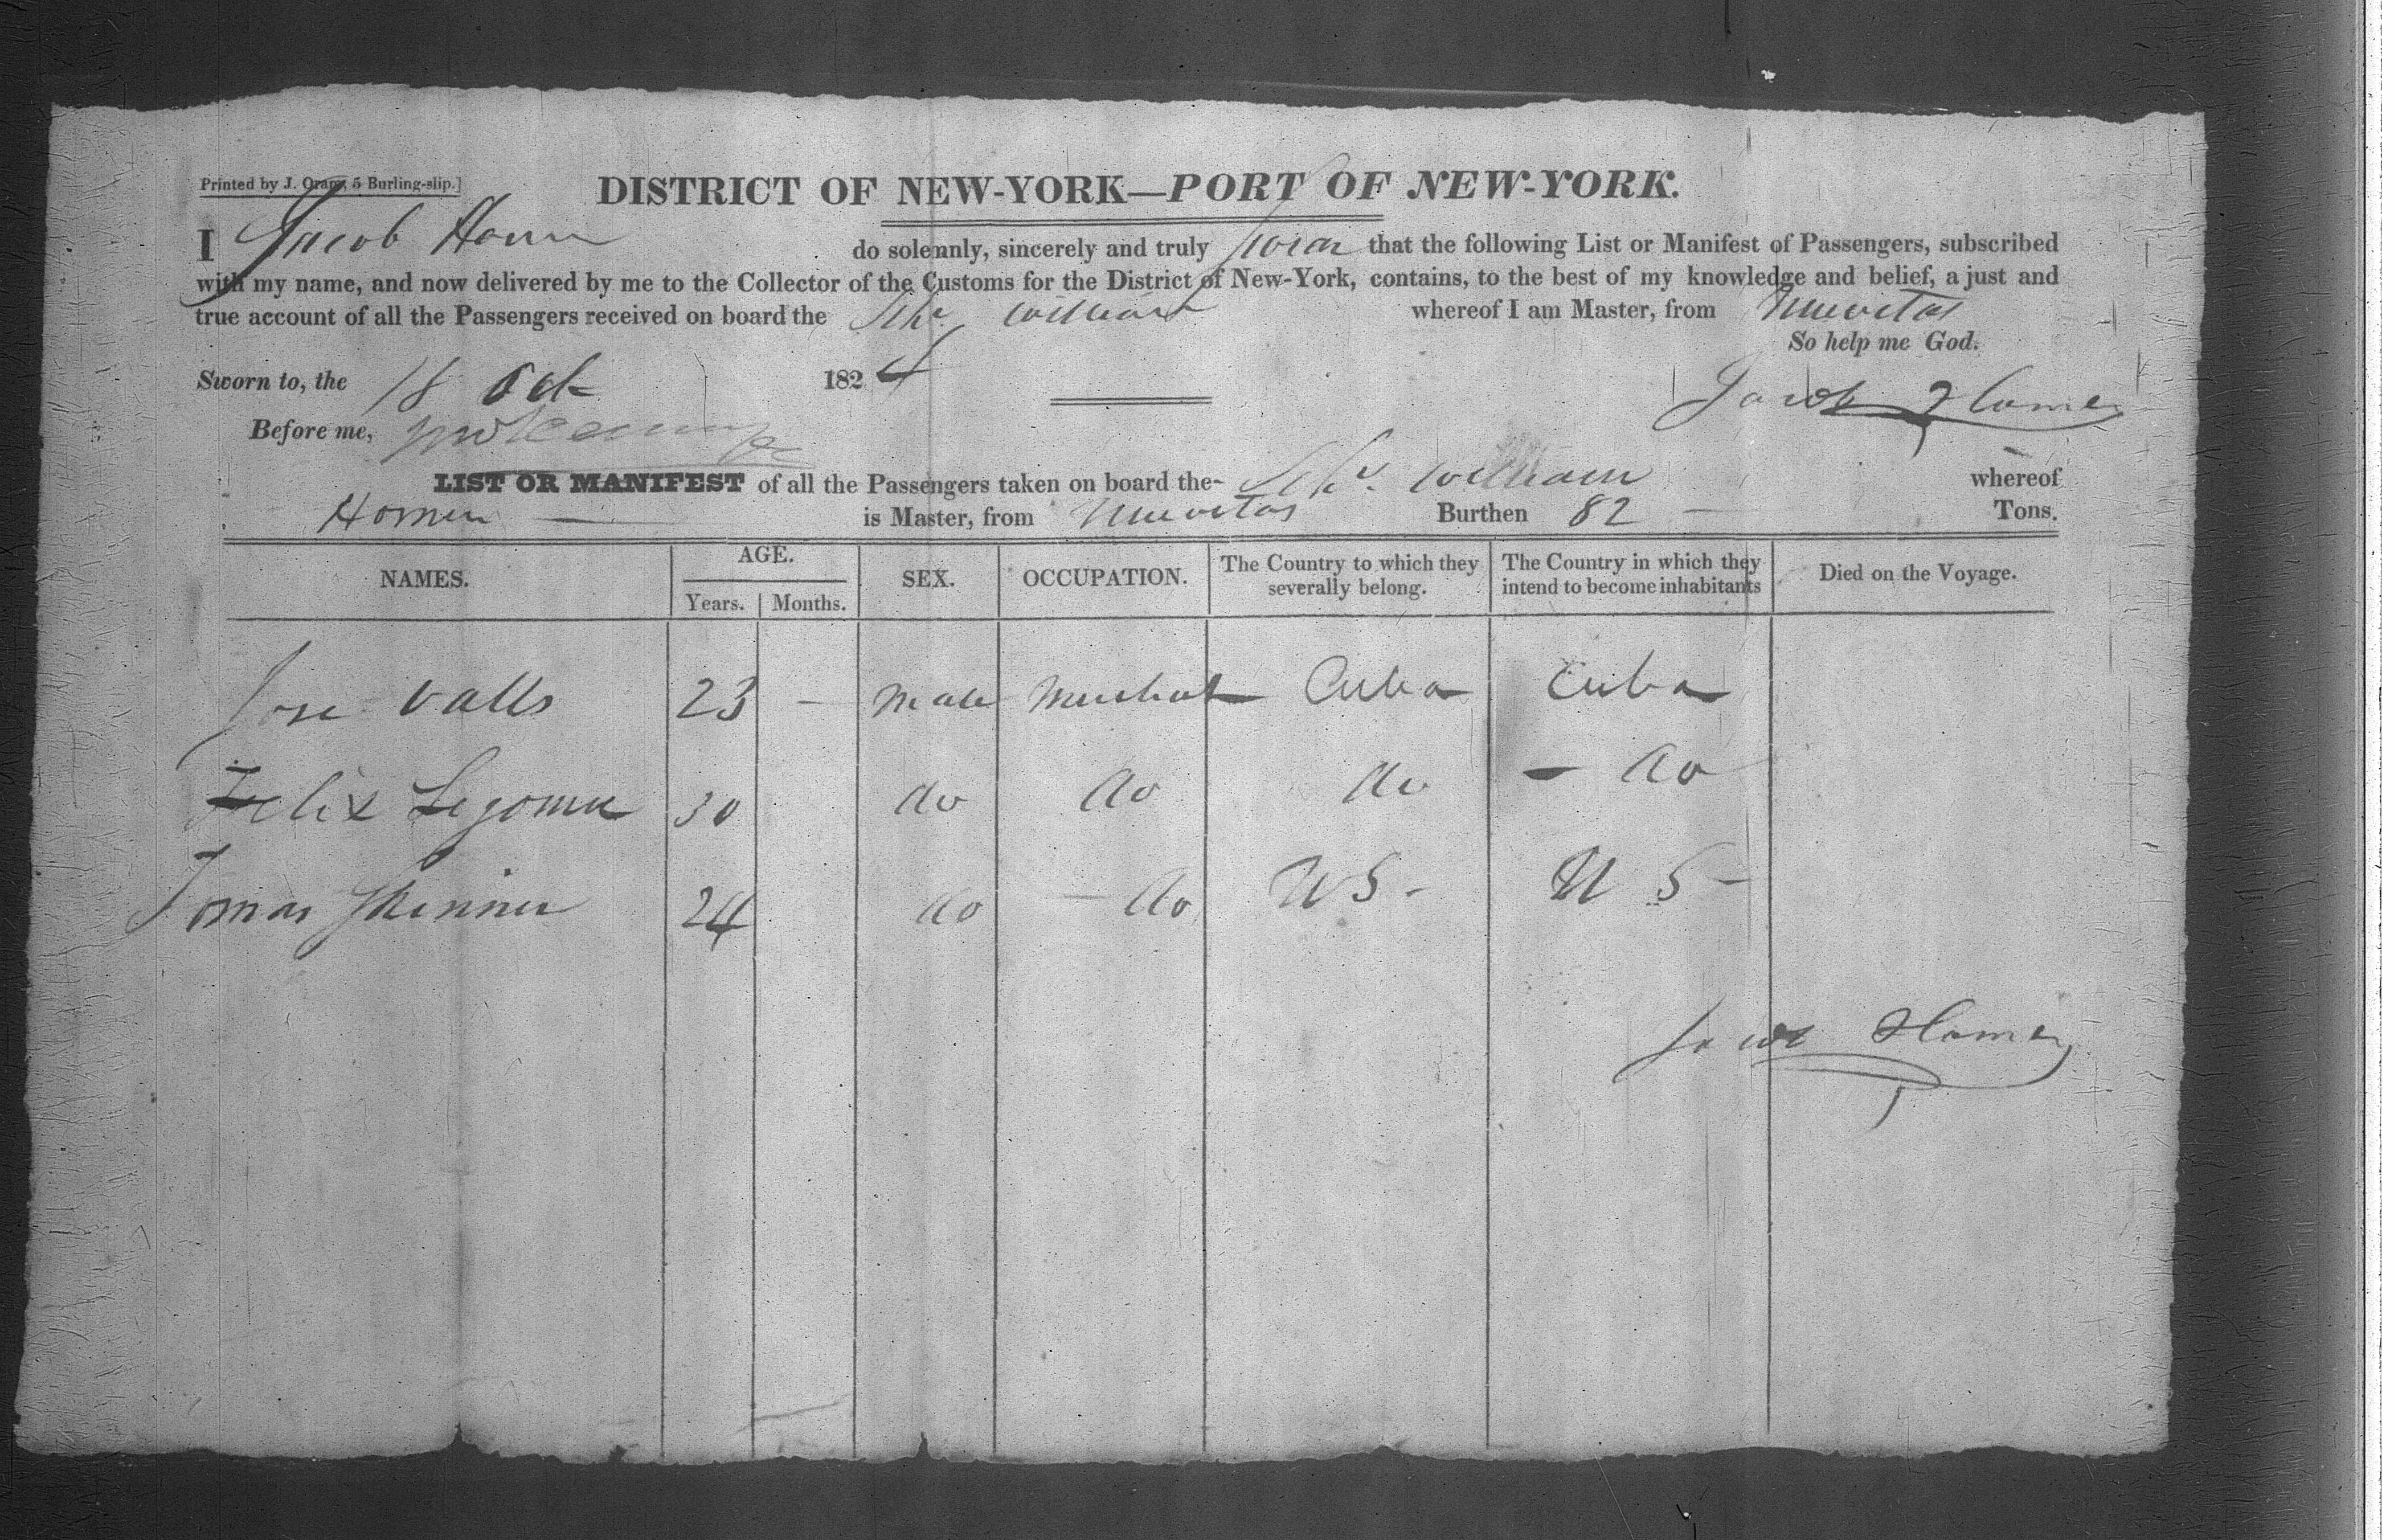 Printed by J. Oram, 5 Burling-slip.]
DISTRICT OF NEW-YORK—PORT OF NEW-YORK.
I Jacob Homer do solemnly, sincerely and truly swear that the following List or Manifest of Passengers, subscribed
with my name, and now delivered by me to the Collector of the Customs for the District of New-York, contains, to the best of my knowledge and belief, a just and
true account of all the Passengers received on board the Schr William whereof I am Master, from Nuevitas
So help me God.
Sworn to, the 18 Oct 1824
Jacob Homer
Before me,
LIST OR MANIFEST of all the Passengers taken on board the Schr William whereof
Homer is Master, from Nuevitas Burthen 82 Tons.
NAMES. AGE. Years. Months. SEX. OCCUPATION. The Country to which they severally belong. The Country in which they intend to become inhabitants Died on the Voyage.
Jose Valls 23 - Male Merchant Cuba Cuba
Felix 30 do do do - do
Tomas Skinner 24 do - do US - US -
Jacob Homer